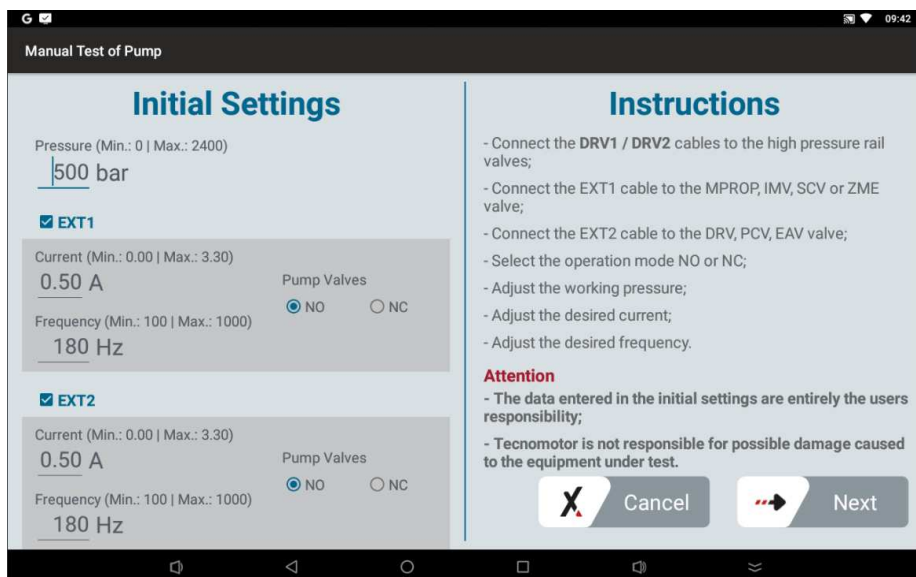 G 09:42
Manual Test of Pump
Initial Settings
Pressure (Min.: 0 | Max.: 2400)
500 bar
EXT1
Current (Min.: 0.00 | Max.: 3.30)
0.50 A
Pump Valves
NO NC
Frequency (Min.: 100 | Max.: 1000)
180 Hz
EXT2
Current (Min.: 0.00 | Max.: 3.30)
0.50 A
Pump Valves
NO NC
Frequency (Min.: 100 | Max.: 1000)
180 Hz
Instructions
- Connect the DRV1 / DRV2 cables to the high pressure rail
valves;
- Connect the EXT1 cable to the MPROP, IMV, SCV or ZME
valve;
- Connect the EXT2 cable to the DRV, PCV, EAV valve;
- Select the operation mode NO or NC;
- Adjust the working pressure;
- Adjust the desired current;
- Adjust the desired frequency.
Attention
- The data entered in the initial settings are entirely the users
responsibility;
- Tecnomotor is not responsible for possible damage caused
to the equipment under test.
Cancel Next